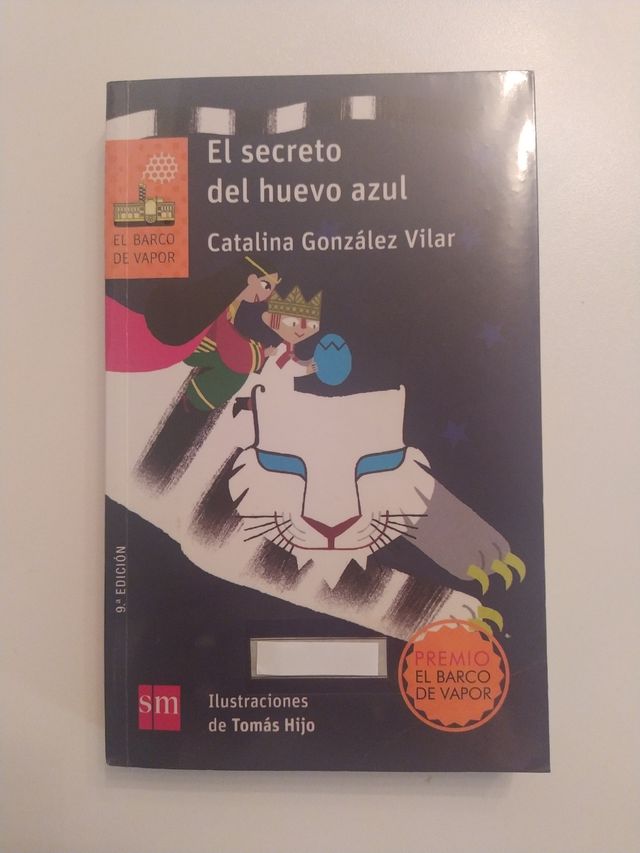 El secreto
del huevo azul
Catalina González Vilar
EL BARCO
DE VAPOR
9.ª EDICIÓN
PREMIO
EL BARCO
DE VAPOR
sm
Ilustraciones
de Tomás Hijo